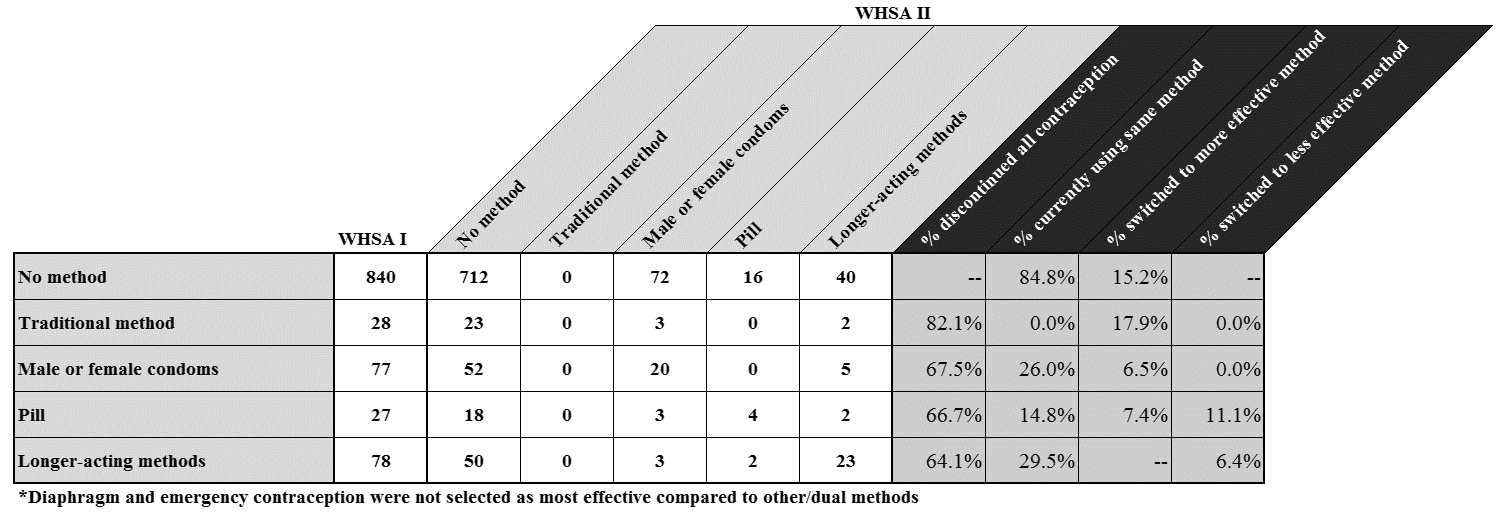 WHSA II
WHSA I No method Traditional method Male or female condoms Pill Longer-acting methods % discontinued all contraception % currently using same method % switched to more effective method % switched to less effective method
No method 840 712 0 72 16 40 -- 84.8% 15.2% --
Traditional method 28 23 0 3 0 2 82.1% 0.0% 17.9% 0.0%
Male or female condoms 77 52 0 20 0 5 67.5% 26.0% 6.5% 0.0%
Pill 27 18 0 3 4 2 66.7% 14.8% 7.4% 11.1%
Longer-acting methods 78 50 0 3 2 23 64.1% 29.5% -- 6.4%
*Diaphragm and emergency contraception were not selected as most effective compared to other/dual methods